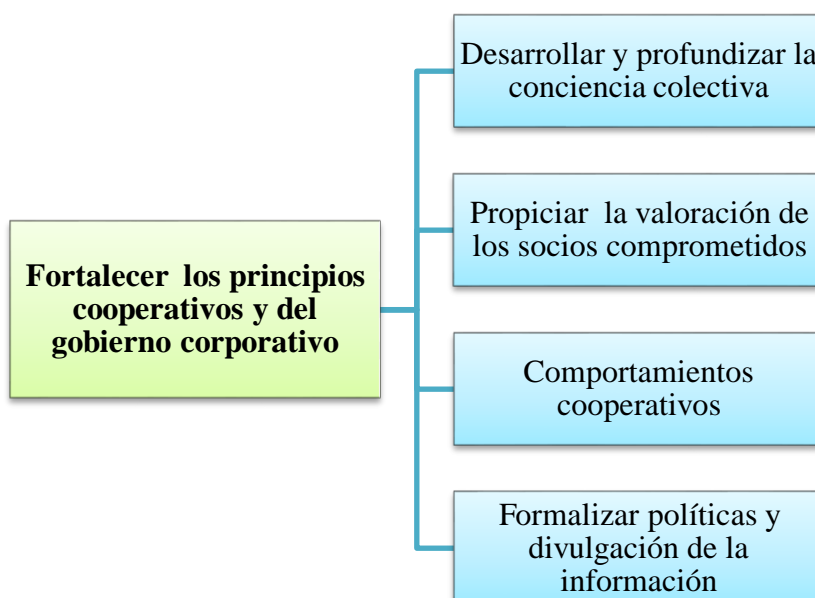 Desarrollar y profundizar la
conciencia colectiva
Propiciar la valoración de
los socios comprometidos
Fortalecer los principios
cooperativos y del
gobierno corporativo
Comportamientos
cooperativos
Formalizar políticas y
divulgación de la
información